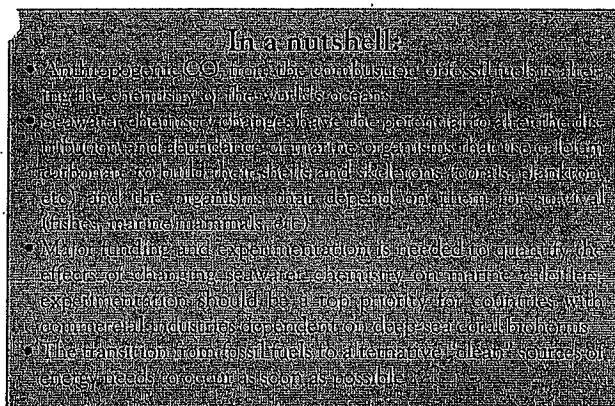 In a nutshell:
• Anthropogenic CO₂ from the combustion of fossil fuels is alter-
ing the chemistry of the world's oceans
• Seawater chemistry changes have the potential to alter the dis-
tribution and abundance of marine organisms that use calcium
carbonate to build their shells and skeletons (corals, plankton,
etc) and the organisms that depend on them for survival
(fishes, marine mammals, etc)
• Major funding and experimentation is needed to quantify the
effects of changing seawater chemistry on marine calcifiers;
experimentation should be a top priority for countries with
commercial industries dependent on deep-sea coral bioherms
• The transition from fossil fuels to alternative "clean" sources of
energy needs to occur as soon as possible